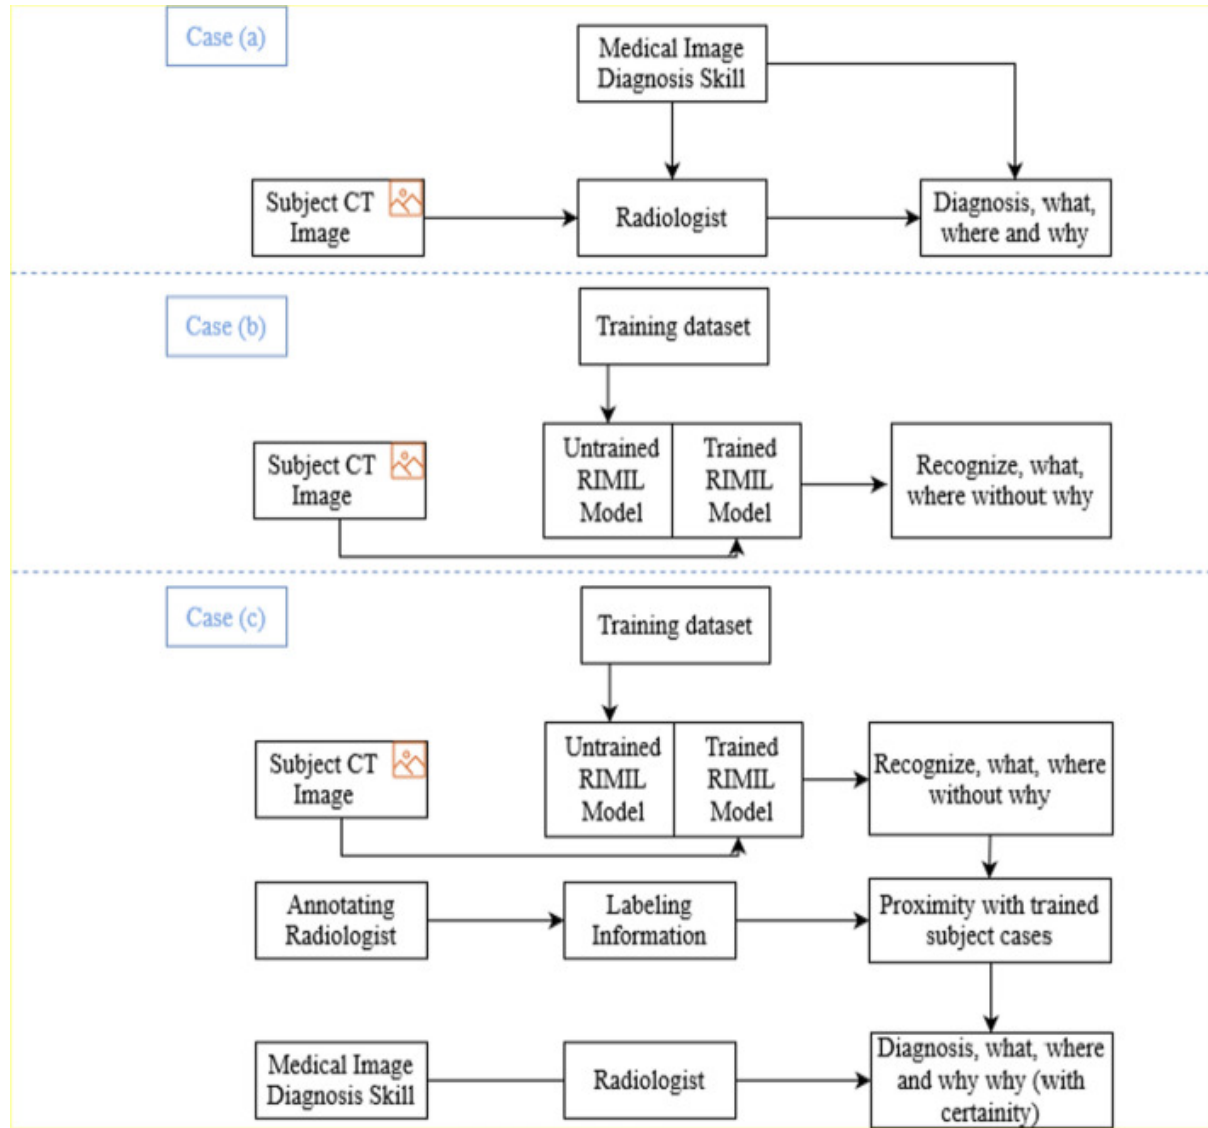 Case (a)
Medical Image
Diagnosis Skill
Subject CT
Image
Radiologist
Diagnosis, what,
where and why
Case (b)
Training dataset
Subject CT
Image
Untrained
RIMIL
Model
Trained
RIMIL
Model
Recognize, what,
where without why
Case (c)
Training dataset
Subject CT
Image
Untrained
RIMIL
Model
Trained
RIMIL
Model
Recognize, what, where
without why
Annotating
Radiologist
Labeling
Information
Proximity with trained
subject cases
Medical Image
Diagnosis Skill
Radiologist
Diagnosis, what, where
and why why (with
certainity)